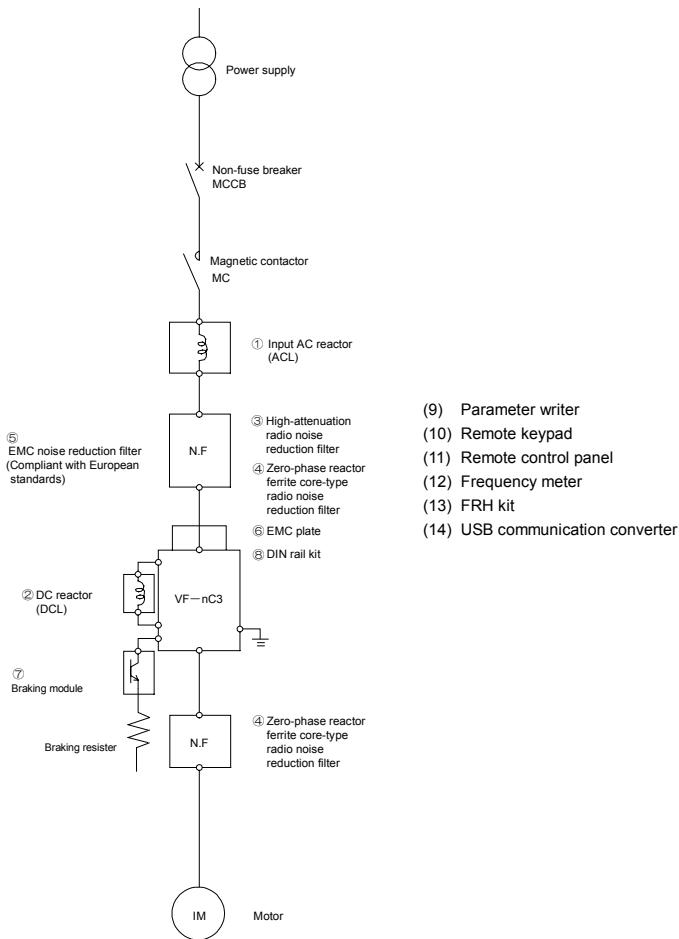 Power supply
Non-fuse breaker
MCCB
Magnetic contactor
MC
① Input AC reactor
(ACL)
⑤
EMC noise reduction filter
(Compliant with European
standards)
N.F
③ High-attenuation
radio noise
reduction filter
④ Zero-phase reactor
ferrite core-type
radio noise
reduction filter
⑥ EMC plate
⑧ DIN rail kit
② DC reactor
(DCL)
VF－nC3
⑦
Braking module
Braking resister
N.F
④ Zero-phase reactor
ferrite core-type
radio noise
reduction filter
IM
Motor
(9) Parameter writer
(10) Remote keypad
(11) Remote control panel
(12) Frequency meter
(13) FRH kit
(14) USB communication converter